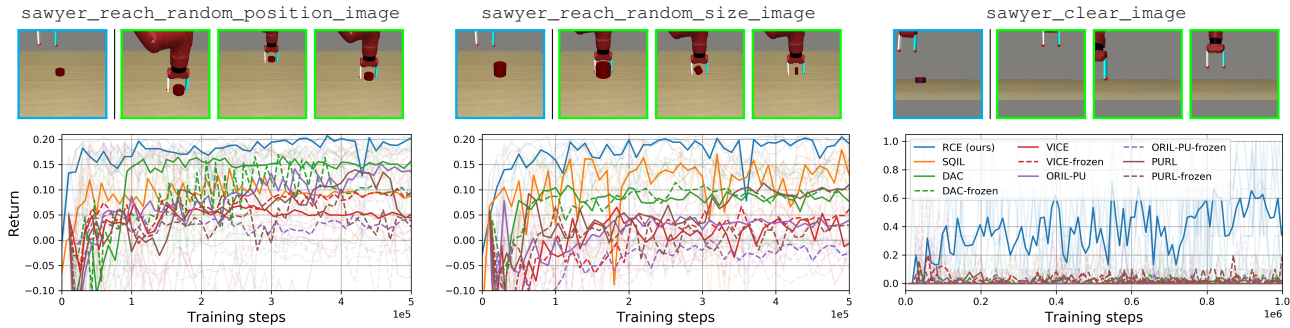 sawyer_reach_random_position_image
sawyer_reach_random_size_image
sawyer_clear_image
Return
0.20
0.15
0.10
0.05
0.00
−0.05
−0.10
0
1
2
3
4
5
1e5
Training steps
0.20
0.15
0.10
0.05
0.00
−0.05
−0.10
0
1
2
3
4
5
1e5
Training steps
1.0
0.8
0.6
0.4
0.2
0.0
RCE (ours)
SQIL
DAC
DAC-frozen
VICE
VICE-frozen
ORIL-PU
ORIL-PU-frozen
PURL
PURL-frozen
0.0
0.2
0.4
0.6
0.8
1.0
1e6
Training steps